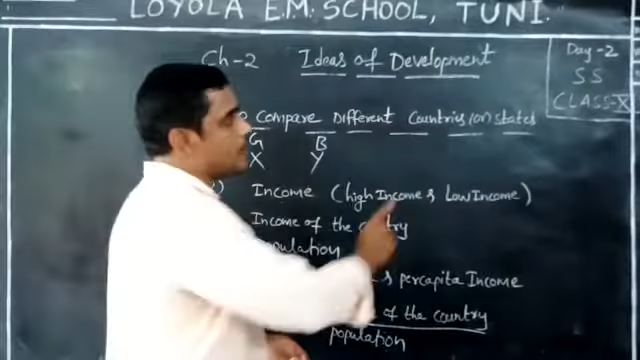 LOYOLA E.M. SCHOOL, TUNI.
Day-2
SS
CLASS-X
Ch-2 Ideas of Development
Compare Different Countries (or) states
G B
X Y
Income (high Income & Low Income)
Income of the country
population
& percapita Income
of the country
population